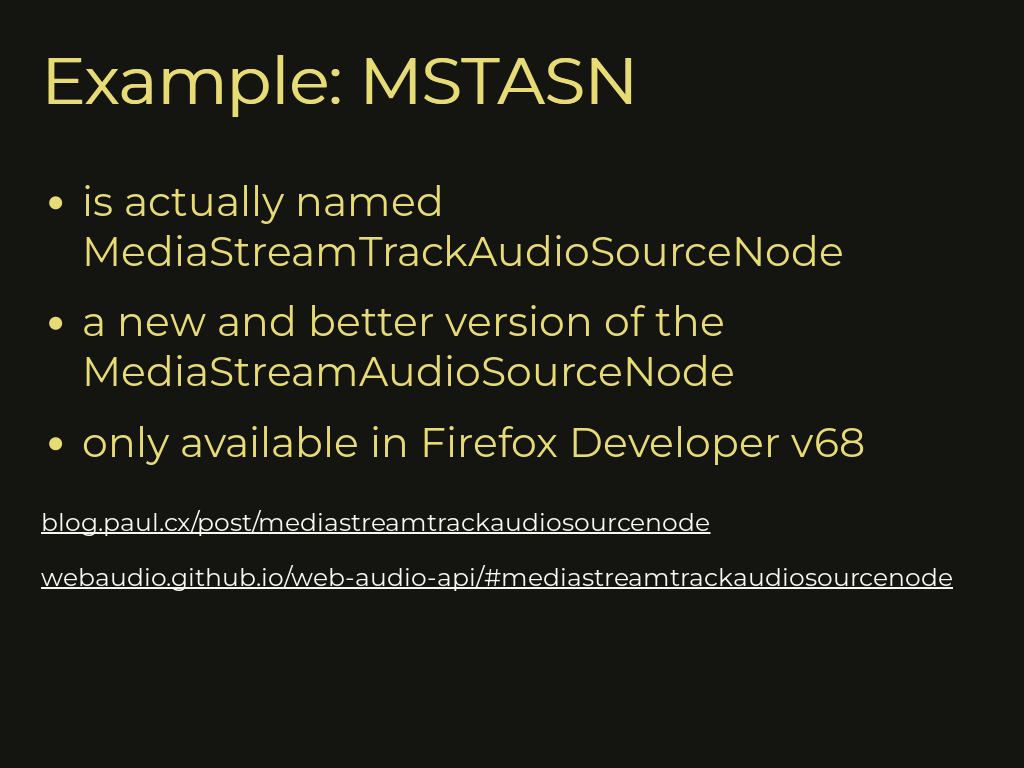 Example: MSTASN
• is actually named
MediaStreamTrackAudioSourceNode
• a new and better version of the
MediaStreamAudioSourceNode
• only available in Firefox Developer v68
blog.paul.cx/post/mediastreamtrackaudiosourcenode
webaudio.github.io/web-audio-api/#mediastreamtrackaudiosourcenode